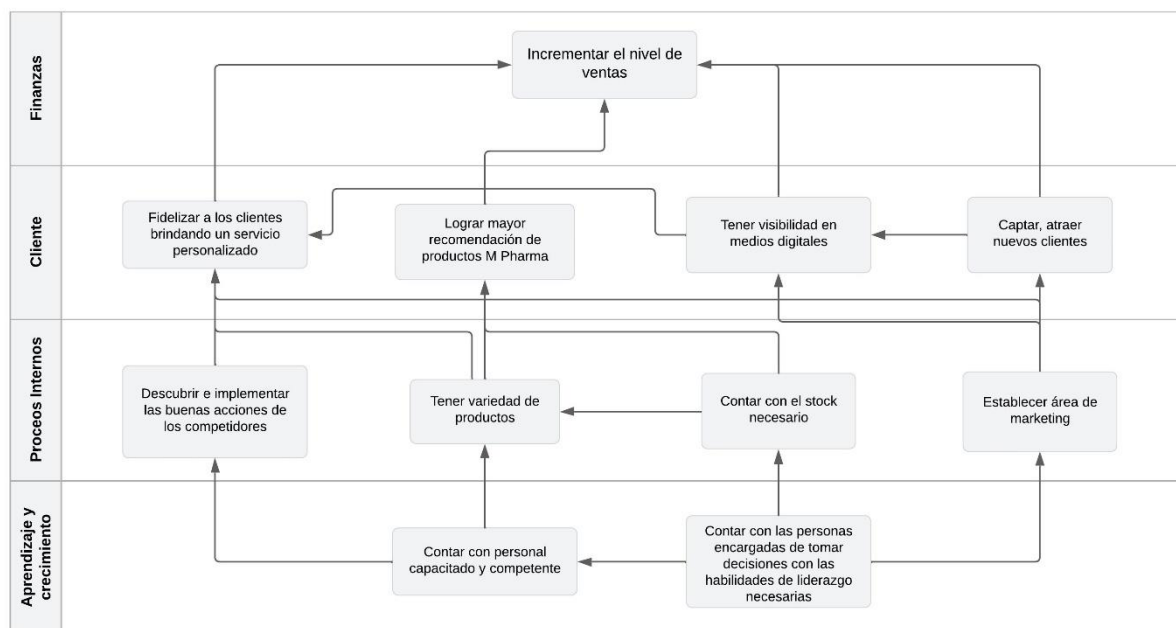 Finanzas
Incrementar el nivel de
ventas
Cliente
Fidelizar a los clientes
brindando un servicio
personalizado
Lograr mayor
recomendación de
productos M Pharma
Tener visibilidad en
medios digitales
Captar, atraer
nuevos clientes
Proceos Internos
Descubrir e implementar
las buenas acciones de
los competidores
Tener variedad de
productos
Contar con el stock
necesario
Establecer área de
marketing
Aprendizaje y
crecimiento
Contar con personal
capacitado y competente
Contar con las personas
encargadas de tomar
decisiones con las
habilidades de liderazgo
necesarias